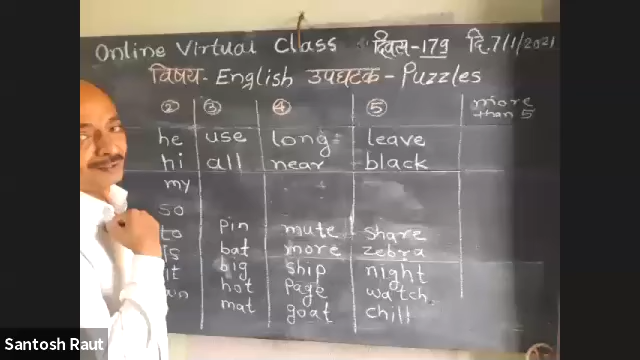 Online Virtual Class दिवस-179 दि.7/1/2021
विषय- English उपघटक - Puzzles
② ③ ④ ⑤ more than 5
he use long leave
hi all near black
my
so
to pin mute share
is bat more zebra
it big ship night
hot page watch
mat goat chill
Santosh Raut